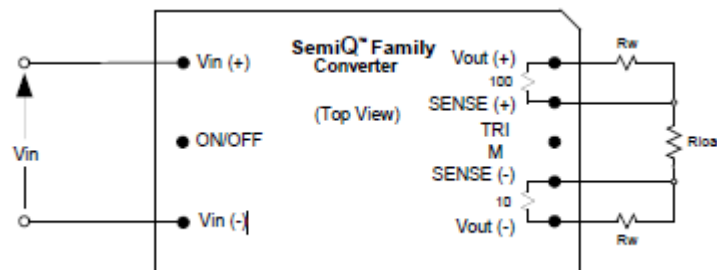 SemiQ™ Family
Converter
(Top View)
Vin (+)
ON/OFF
Vin (-)
Vin
Vout (+)
100
SENSE (+)
TRI
M
SENSE (-)
10
Vout (-)
Rw
Rloa
Rw